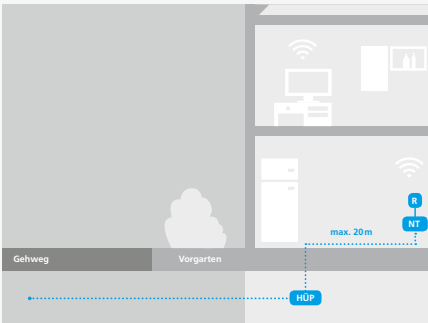 R
NT
max. 20 m
Gehweg
Vorgarten
HÜP